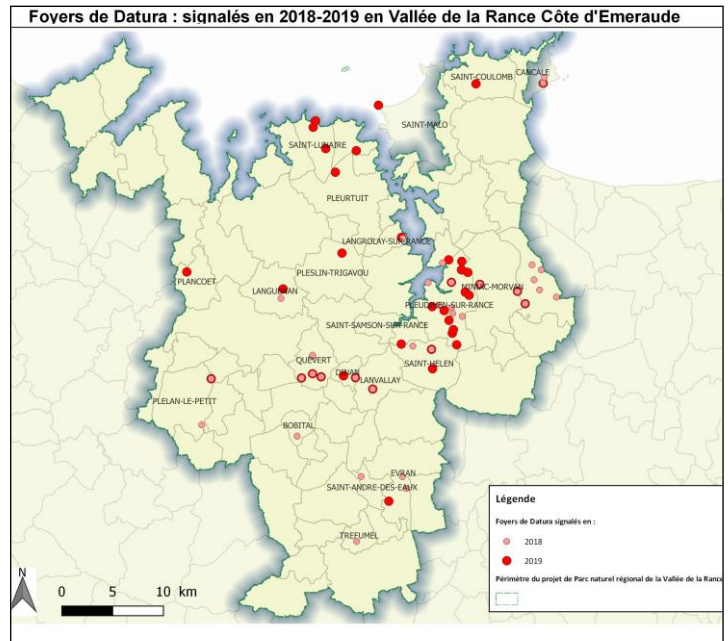 Foyers de Datura : signalés en 2018-2019 en Vallée de la Rance Côte d'Emeraude
CANCALE
SAINT-COULOMB
SAINT-MALO
SAINT-LUNAIRE
PLEURTUIT
LANGROLAY-SUR-RANCE
PLESLIN-TRIGAVOU
PLANCOET
LANGUENAN
MINIAC-MORVAN
PLEUDIHEN-SUR-RANCE
SAINT-SAMSON-SUR-RANCE
QUEVERT
SAINT-HELEN
DINAN
LANVALLAY
PLELAN-LE-PETIT
BOBITAL
EVRAN
SAINT-ANDRE-DES-EAUX
TREFUMEL
Légende
Foyers de Datura signalés en :
2018
2019
Périmètre du projet de Parc naturel régional de la Vallée de la Rance
N
0 5 10 km